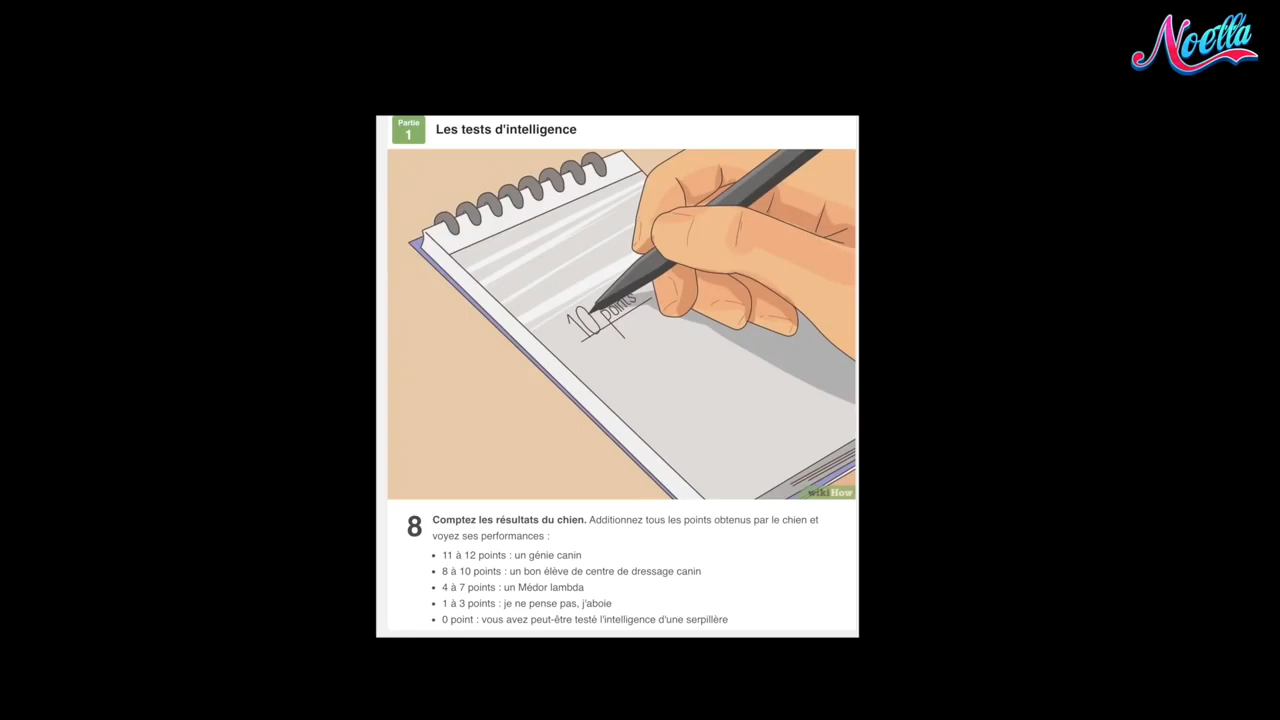 Noella
Partie
1
Les tests d'intelligence
10 points
wikiHow
8
Comptez les résultats du chien. Additionnez tous les points obtenus par le chien et
voyez ses performances :
• 11 à 12 points : un génie canin
• 8 à 10 points : un bon élève de centre de dressage canin
• 4 à 7 points : un Médor lambda
• 1 à 3 points : je ne pense pas, j'aboie
• 0 point : vous avez peut-être testé l'intelligence d'une serpillère